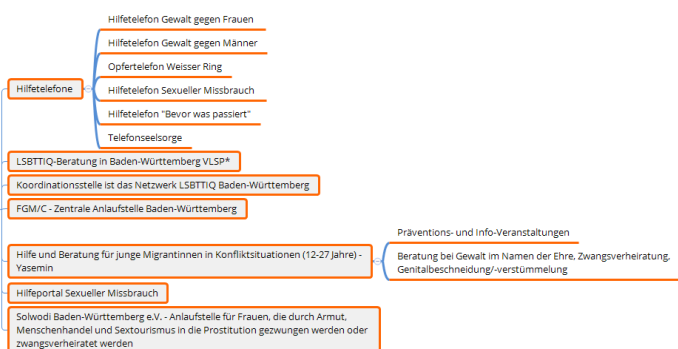 Hilfetelefon Gewalt gegen Frauen
Hilfetelefon Gewalt gegen Männer
Opfertelefon Weisser Ring
Hilfetelefone
Hilfetelefon Sexueller Missbrauch
Hilfetelefon "Bevor was passiert"
Telefonseelsorge
LSBTTIQ-Beratung in Baden-Württemberg VLSP*
Koordinationsstelle ist das Netzwerk LSBTTIQ Baden-Württemberg
FGM/C - Zentrale Anlaufstelle Baden-Württemberg
Hilfe und Beratung für junge Migrantinnen in Konfliktsituationen (12-27 Jahre) -
Yasemin
Präventions- und Info-Veranstaltungen
Beratung bei Gewalt im Namen der Ehre, Zwangsverheiratung,
Genitalbeschneidung/-verstümmelung
Hilfeportal Sexueller Missbrauch
Solwodi Baden-Württemberg e.V. - Anlaufstelle für Frauen, die durch Armut,
Menschenhandel und Sextourismus in die Prostitution gezwungen werden oder
zwangsverheiratet werden